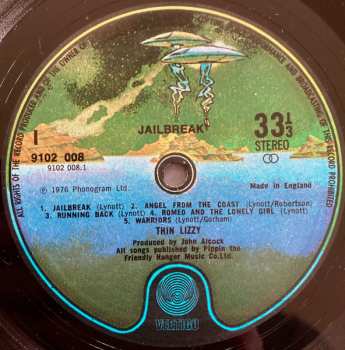 ALL RIGHTS OF THE RECORD PRODUCER AND OF THE OWNER OF
AND BROADCASTING OF THIS RECORD PROHIBITED
JAILBREAK
I
33 1/3
STEREO
9102 008
9102 008.1
℗ 1976 Phonogram Ltd.
Made in England
1. JAILBREAK (Lynott) 2. ANGEL FROM THE COAST (Lynott/Robertson)
3. RUNNING BACK (Lynott) 4. ROMEO AND THE LONELY GIRL (Lynott)
5. WARRIORS (Lynott/Gorham)
THIN LIZZY
Produced by John Alcock
All songs published by Pippin the
Friendly Ranger Music Co.Ltd.
VERTIGO